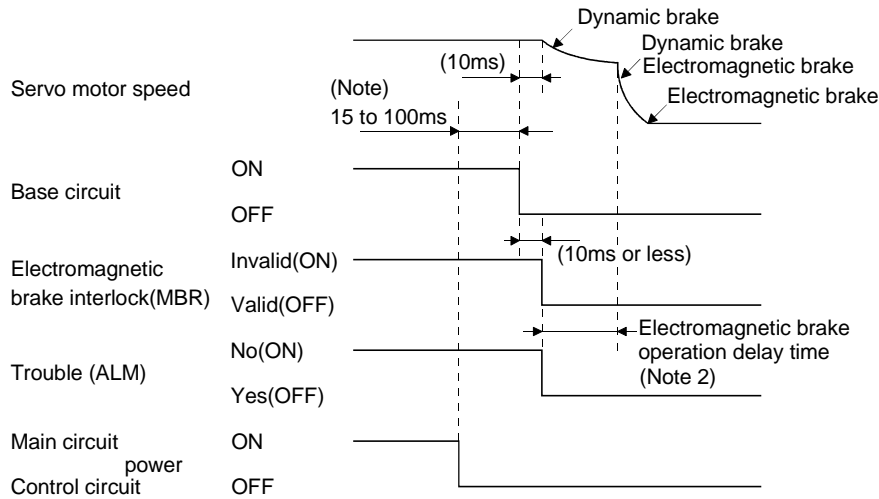 Dynamic brake
Dynamic brake
Electromagnetic brake
Electromagnetic brake
(10ms)
Servo motor speed
(Note)
15 to 100ms
Base circuit
ON
OFF
(10ms or less)
Electromagnetic
brake interlock(MBR)
Invalid(ON)
Valid(OFF)
Electromagnetic brake
operation delay time
(Note 2)
Trouble (ALM)
No(ON)
Yes(OFF)
Main circuit
power
Control circuit
ON
OFF